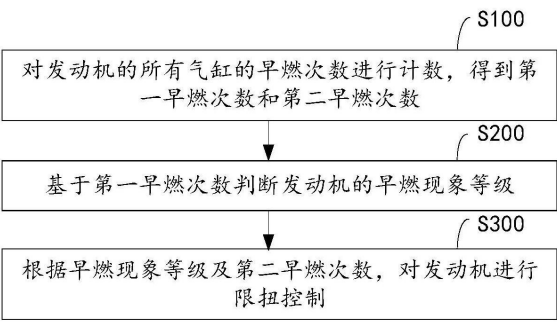 S100
对发动机的所有气缸的早燃次数进行计数，得到第
一早燃次数和第二早燃次数
S200
基于第一早燃次数判断发动机的早燃现象等级
S300
根据早燃现象等级及第二早燃次数，对发动机进行
限扭控制